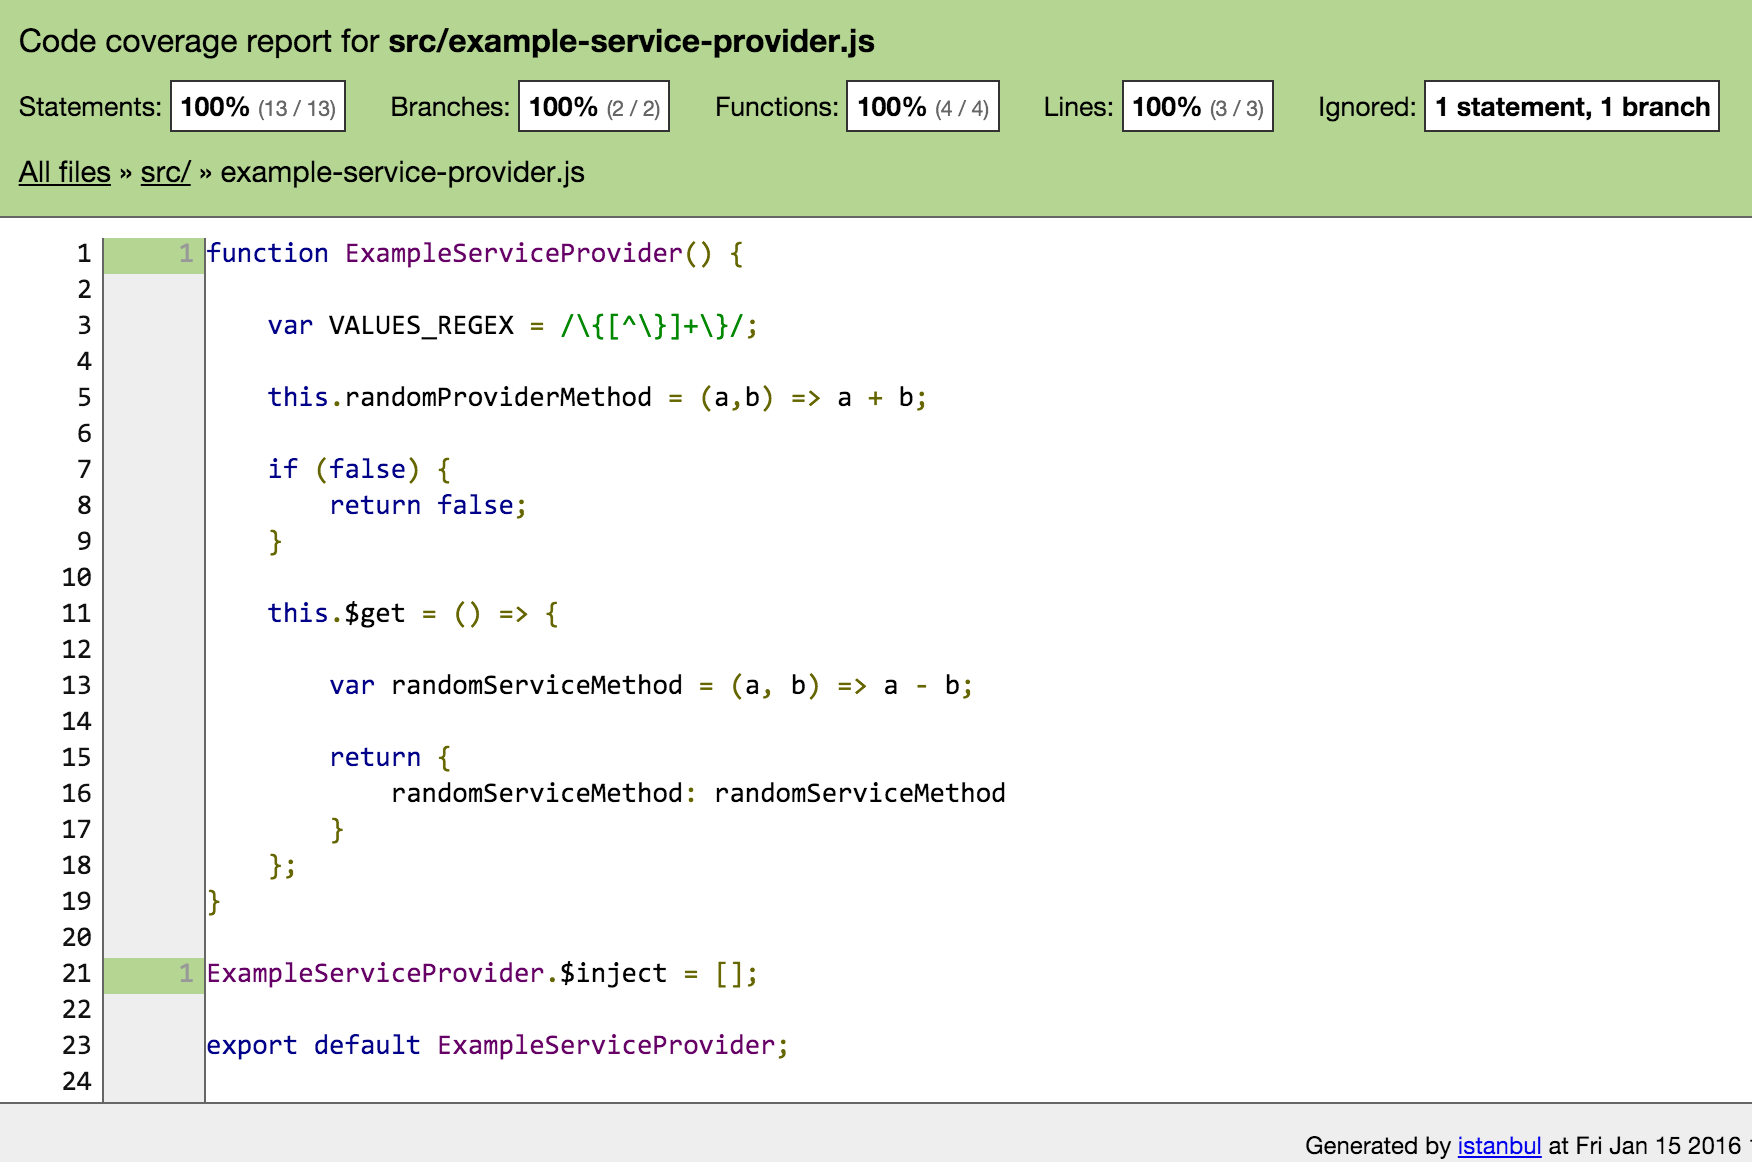 Code coverage report for src/example-service-provider.js
Statements: 100% (13 / 13) Branches: 100% (2 / 2) Functions: 100% (4 / 4) Lines: 100% (3 / 3) Ignored: 1 statement, 1 branch
All files » src/ » example-service-provider.js
1 1 function ExampleServiceProvider() {
2
3     var VALUES_REGEX = /\{[^\}]+\}/;
4
5     this.randomProviderMethod = (a,b) => a + b;
6
7     if (false) {
8         return false;
9     }
10
11     this.$get = () => {
12
13         var randomServiceMethod = (a, b) => a - b;
14
15         return {
16             randomServiceMethod: randomServiceMethod
17         }
18     };
19 }
20
21 1 ExampleServiceProvider.$inject = [];
22
23 export default ExampleServiceProvider;
24
Generated by istanbul at Fri Jan 15 2016